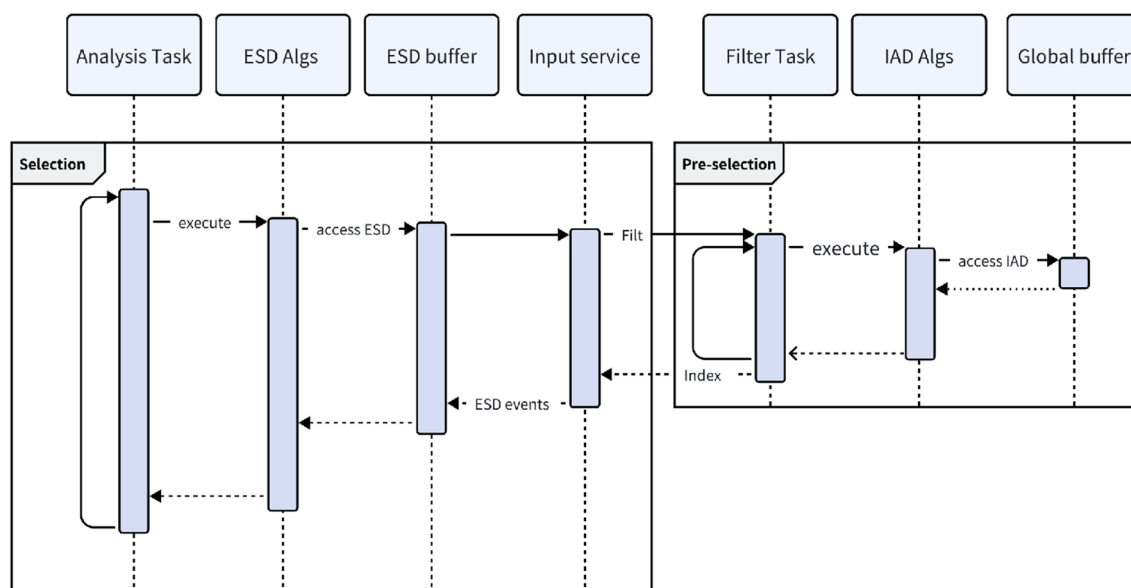 Analysis Task
ESD Algs
ESD buffer
Input service
Filter Task
IAD Algs
Global buffer
Selection
Pre-selection
execute
access ESD
Filt
execute
access IAD
Index
ESD events